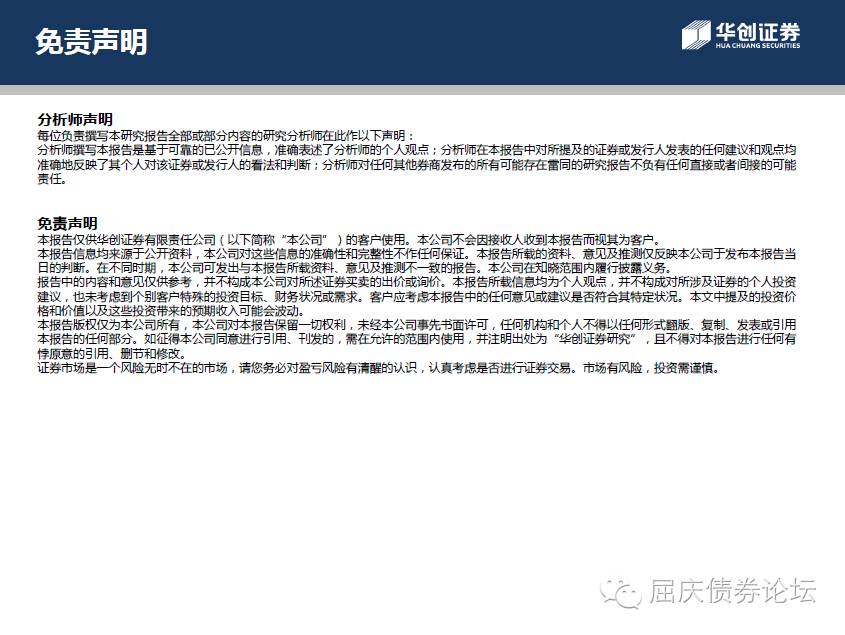 免责声明
华创证券
HUA CHUANG SECURITIES
分析师声明
每位负责撰写本研究报告全部或部分内容的研究分析师在此作以下声明：
分析师撰写本报告是基于可靠的已公开信息，准确表述了分析师的个人观点；分析师在本报告中对所提及的证券或发行人发表的任何建议和观点均
准确地反映了其个人对该证券或发行人的看法和判断；分析师对任何其他券商发布的所有可能存在雷同的研究报告不负有任何直接或者间接的可能
责任。
免责声明
本报告仅供华创证券有限责任公司（以下简称“本公司”）的客户使用。本公司不会因接收人收到本报告而视其为客户。
本报告信息均来源于公开资料，本公司对这些信息的准确性和完整性不作任何保证。本报告所载的资料、意见及推测仅反映本公司于发布本报告当
日的判断。在不同时期，本公司可发出与本报告所载资料、意见及推测不一致的报告。本公司在知晓范围内履行披露义务。
报告中的内容和意见仅供参考，并不构成本公司对所述证券买卖的出价或询价。本报告所载信息均为个人观点，并不构成对所涉及证券的个人投资
建议，也未考虑到个别客户特殊的投资目标、财务状况或需求。客户应考虑本报告中的任何意见或建议是否符合其特定状况。本文中提及的投资价
格和价值以及这些投资带来的预期收入可能会波动。
本报告版权仅为本公司所有，本公司对本报告保留一切权利，未经本公司事先书面许可，任何机构和个人不得以任何形式翻版、复制、发表或引用
本报告的任何部分。如征得本公司同意进行引用、刊发的，需在允许的范围内使用，并注明出处为“华创证券研究”，且不得对本报告进行任何有
悖原意的引用、删节和修改。
证券市场是一个风险无时不在的市场，请您务必对盈亏风险有清醒的认识，认真考虑是否进行证券交易。市场有风险，投资需谨慎。
屈庆债券论坛